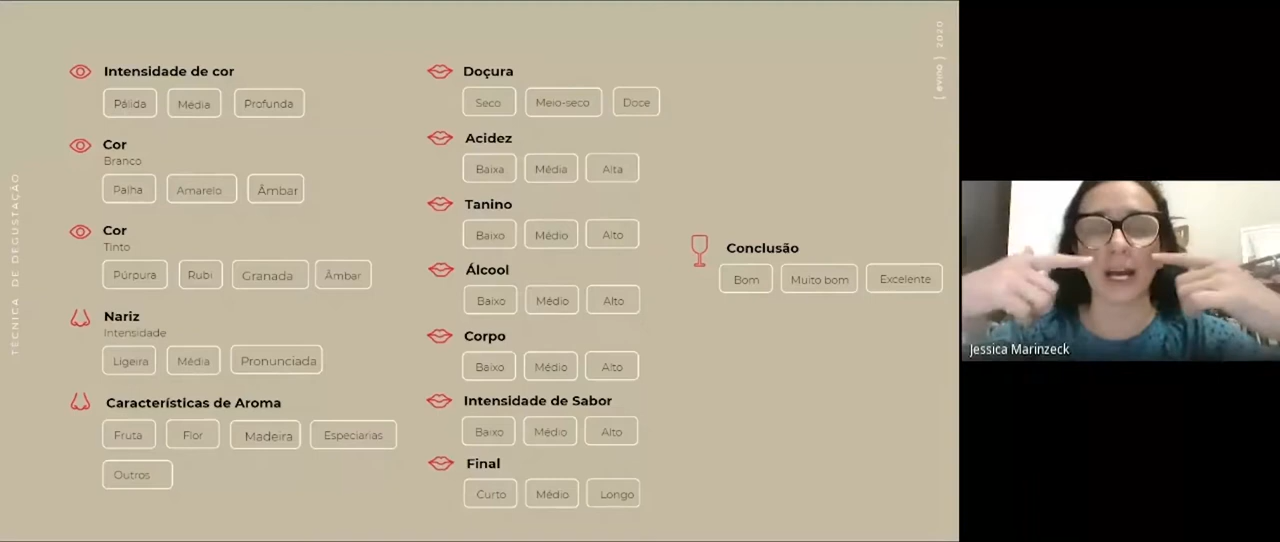 TÉCNICA DE DEGUSTAÇÃO
Intensidade de cor
Pálida Média Profunda
Cor
Branco
Palha Amarelo Âmbar
Cor
Tinto
Púrpura Rubi Granada Âmbar
Nariz
Intensidade
Ligeira Média Pronunciada
Características de Aroma
Fruta Flor Madeira Especiarias
Outros
Doçura
Seco Meio-seco Doce
Acidez
Baixa Média Alta
Tanino
Baixo Médio Alto
Álcool
Baixo Médio Alto
Corpo
Baixo Médio Alto
Intensidade de Sabor
Baixo Médio Alto
Final
Curto Médio Longo
Conclusão
Bom Muito bom Excelente
[ evino ] 2020
Jessica Marinzeck